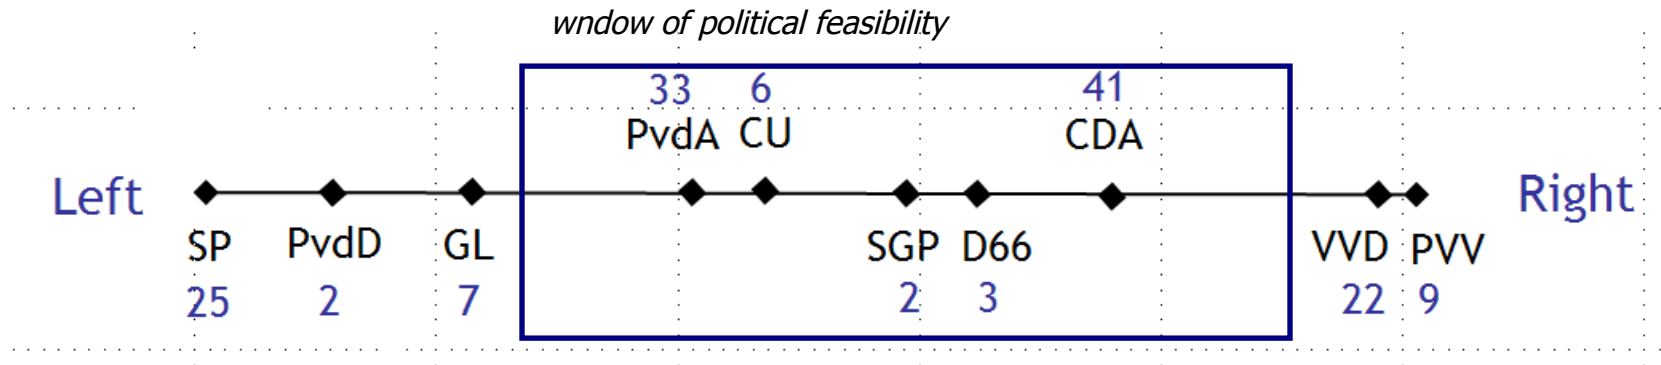 wndow of political feasibility
33 6 41
PvdA CU CDA
Left Right
SP PvdD GL SGP D66 VVD PVV
25 2 7 2 3 22 9